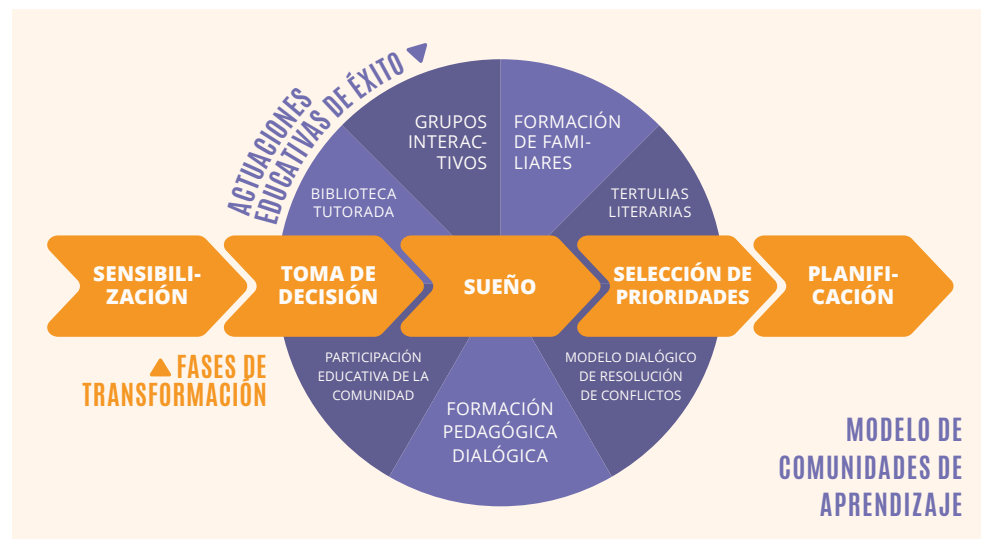 ACTUACIONES
EDUCATIVAS DE ÉXITO
GRUPOS
INTERAC-
TIVOS
FORMACIÓN
DE FAMI-
LIARES
BIBLIOTECA
TUTORADA
TERTULIAS
LITERARIAS
SENSIBILI-
ZACIÓN
TOMA DE
DECISIÓN
SUEÑO
SELECCIÓN DE
PRIORIDADES
PLANIFI-
CACIÓN
FASES DE
TRANSFORMACIÓN
PARTICIPACIÓN
EDUCATIVA DE LA
COMUNIDAD
FORMACIÓN
PEDAGÓGICA
DIALÓGICA
MODELO DIALÓGICO
DE RESOLUCIÓN
DE CONFLICTOS
MODELO DE
COMUNIDADES DE
APRENDIZAJE